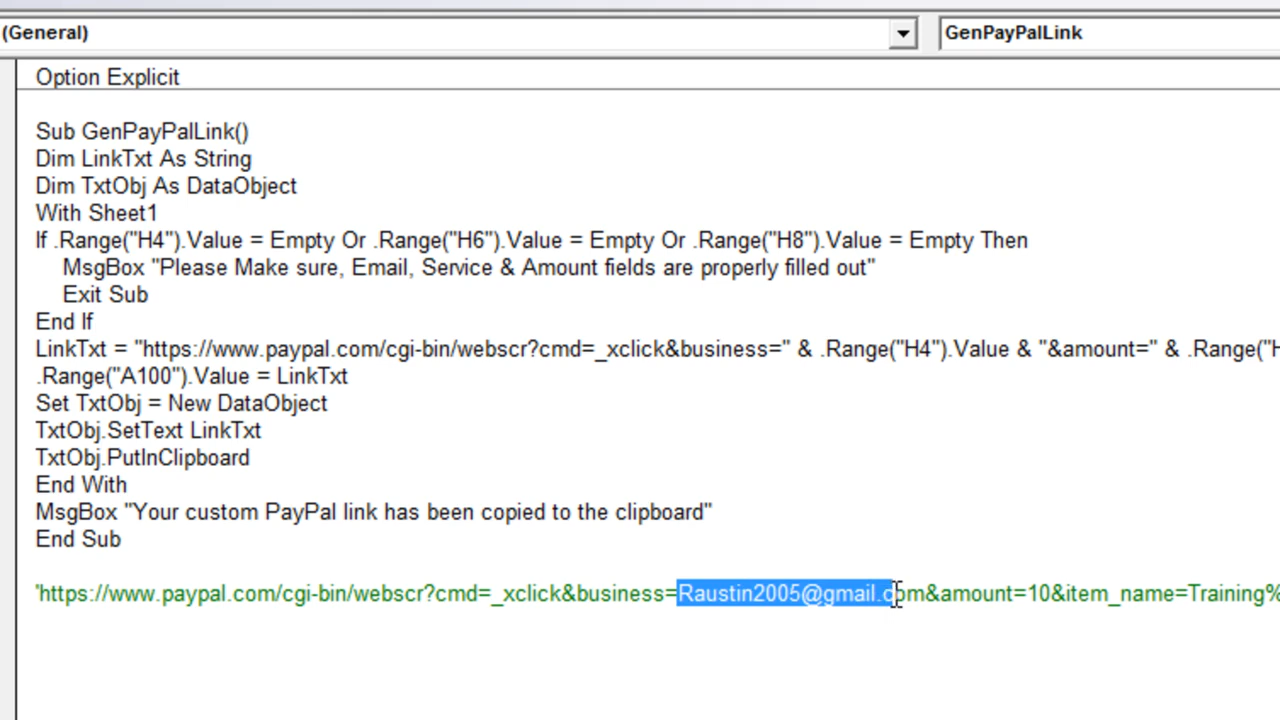 (General)
GenPayPalLink
Option Explicit
Sub GenPayPalLink()
Dim LinkTxt As String
Dim TxtObj As DataObject
With Sheet1
If .Range("H4").Value = Empty Or .Range("H6").Value = Empty Or .Range("H8").Value = Empty Then
MsgBox "Please Make sure, Email, Service & Amount fields are properly filled out"
Exit Sub
End If
LinkTxt = "https://www.paypal.com/cgi-bin/webscr?cmd=_xclick&business=" & .Range("H4").Value & "&amount=" & .Range("H
.Range("A100").Value = LinkTxt
Set TxtObj = New DataObject
TxtObj.SetText LinkTxt
TxtObj.PutInClipboard
End With
MsgBox "Your custom PayPal link has been copied to the clipboard"
End Sub
'https://www.paypal.com/cgi-bin/webscr?cmd=_xclick&business=Raustin2005@gmail.com&amount=10&item_name=Training%